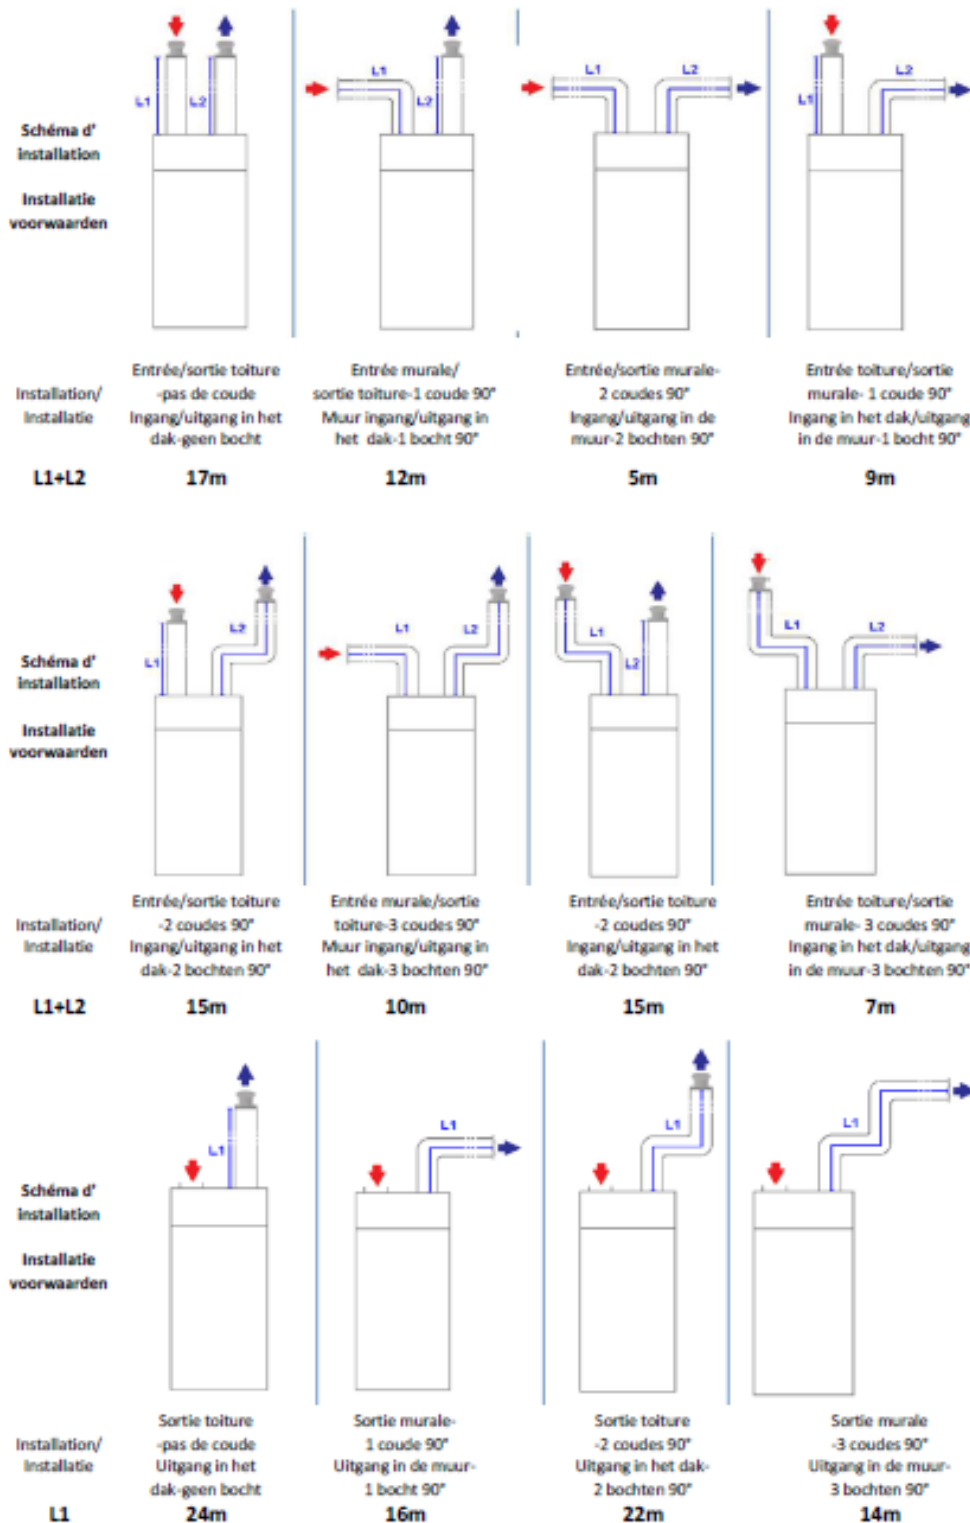 L1
L2
L1
L2
L1
L2
L1
L2
Schéma d'
installation
Installatie
voorwaarden
Installation/
Installatie
Entrée/sortie toiture
-pas de coude
Ingang/uitgang in het
dak-geen bocht
Entrée murale/
sortie toiture-1 coude 90°
Muur ingang/uitgang in
het dak-1 bocht 90°
Entrée/sortie murale-
2 coudes 90°
Ingang/uitgang in de
muur-2 bochten 90°
Entrée toiture/sortie
murale- 1 coude 90°
Ingang in het dak/uitgang
in de muur-1 bocht 90°
L1+L2
17m
12m
5m
9m
L1
L2
L1
L2
L1
L2
L1
L2
Schéma d'
installation
Installatie
voorwaarden
Installation/
Installatie
Entrée/sortie toiture
-2 coudes 90°
Ingang/uitgang in het
dak-2 bochten 90°
Entrée murale/sortie
toiture-3 coudes 90°
Muur ingang/uitgang in
het dak-3 bochten 90°
Entrée/sortie toiture
-2 coudes 90°
Ingang/uitgang in het
dak-2 bochten 90°
Entrée toiture/sortie
murale- 3 coudes 90°
Ingang in het dak/uitgang
in de muur-3 bochten 90°
L1+L2
15m
10m
15m
7m
L1
L1
L1
L1
Schéma d'
installation
Installatie
voorwaarden
Installation/
Installatie
Sortie toiture
-pas de coude
Uitgang in het
dak-geen bocht
Sortie murale-
1 coude 90°
Uitgang in de muur-
1 bocht 90°
Sortie toiture
-2 coudes 90°
Uitgang in het dak-
2 bochten 90°
Sortie murale
-3 coudes 90°
Uitgang in de muur-
3 bochten 90°
L1
24m
16m
22m
14m